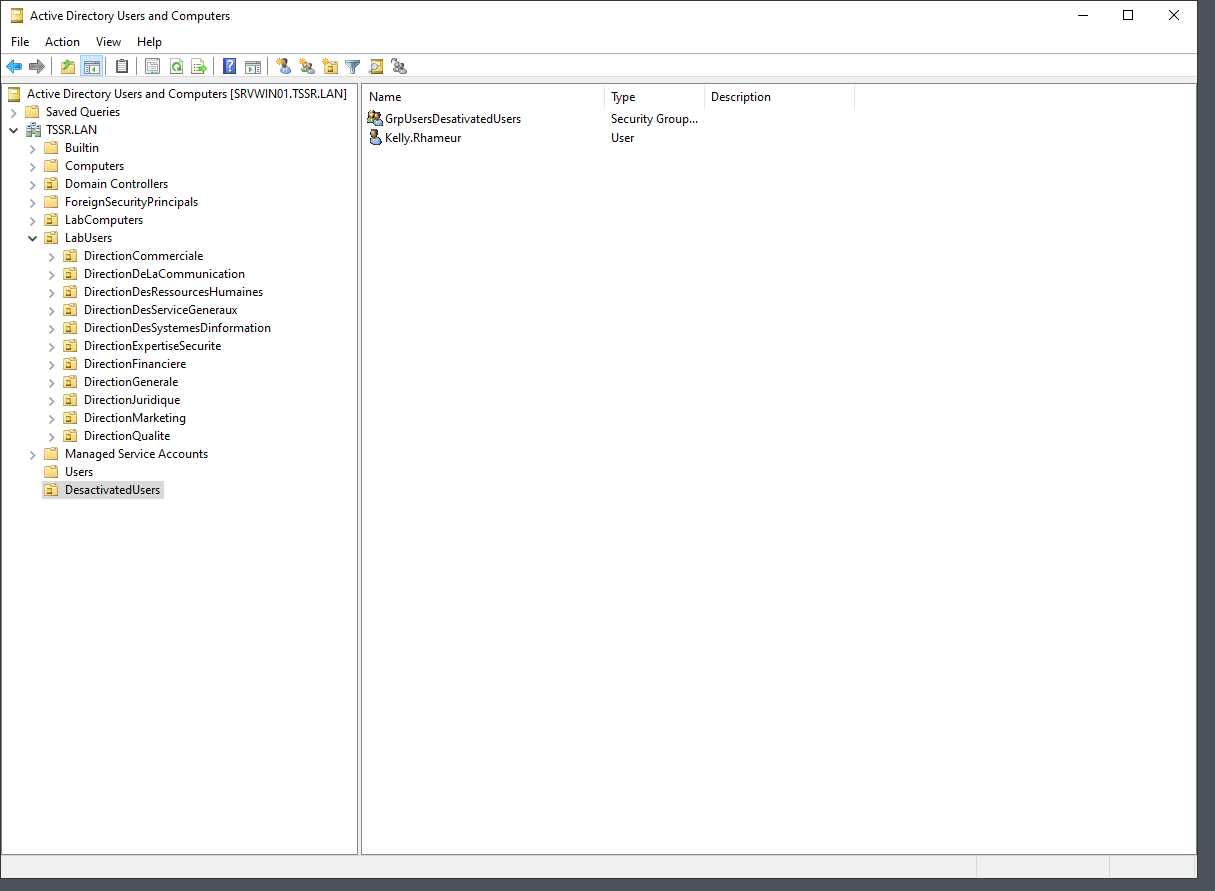 Active Directory Users and Computers
File Action View Help
Active Directory Users and Computers [SRVWIN01.TSSR.LAN]
Saved Queries
TSSR.LAN
Builtin
Computers
Domain Controllers
ForeignSecurityPrincipals
LabComputers
LabUsers
DirectionCommerciale
DirectionDeLaCommunication
DirectionDesRessourcesHumaines
DirectionDesServiceGeneraux
DirectionDesSystemesDinformation
DirectionExpertiseSecurite
DirectionFinanciere
DirectionGenerale
DirectionJuridique
DirectionMarketing
DirectionQualite
Managed Service Accounts
Users
DesactivatedUsers
Name Type Description
GrpUsersDesativatedUsers Security Group...
Kelly.Rhameur User